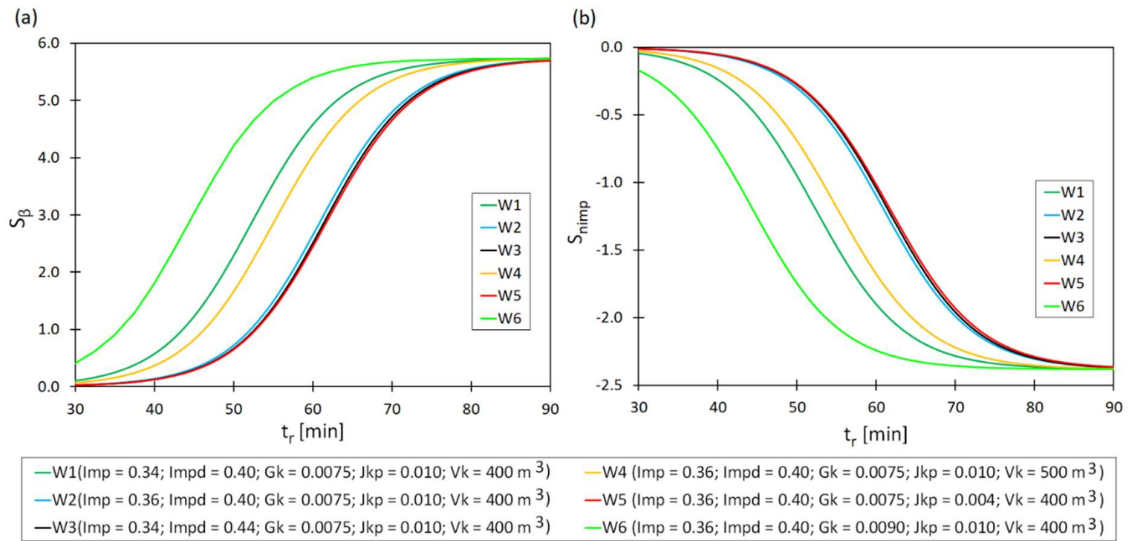 (a)
6.0
5.0
4.0
3.0
2.0
1.0
0.0
Sβ
W1
W2
W3
W4
W5
W6
30 40 50 60 70 80 90
tr [min]
(b)
0.0
-0.5
-1.0
-1.5
-2.0
-2.5
Snimp
W1
W2
W3
W4
W5
W6
30 40 50 60 70 80 90
tr [min]
W1(Imp = 0.34; Impd = 0.40; Gk = 0.0075; Jkp = 0.010; Vk = 400 m³)
W2(Imp = 0.36; Impd = 0.40; Gk = 0.0075; Jkp = 0.010; Vk = 400 m³)
W3(Imp = 0.34; Impd = 0.44; Gk = 0.0075; Jkp = 0.010; Vk = 400 m³)
W4 (Imp = 0.36; Impd = 0.40; Gk = 0.0075; Jkp = 0.010; Vk = 500 m³)
W5 (Imp = 0.36; Impd = 0.40; Gk = 0.0075; Jkp = 0.004; Vk = 400 m³)
W6 (Imp = 0.36; Impd = 0.40; Gk = 0.0090; Jkp = 0.010; Vk = 400 m³)